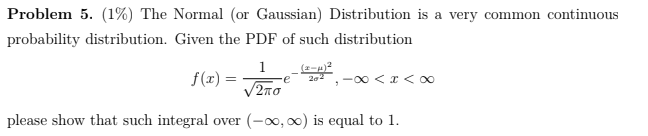 Problem 5. (1%) The Normal (or Gaussian) Distribution is a very common continuous
probability distribution. Given the PDF of such distribution
f(x) = \frac{1}{\sqrt{2\pi}\sigma} e^{-\frac{(x-\mu)^2}{2\sigma^2}}, -\infty < x < \infty
please show that such integral over (−∞, ∞) is equal to 1.